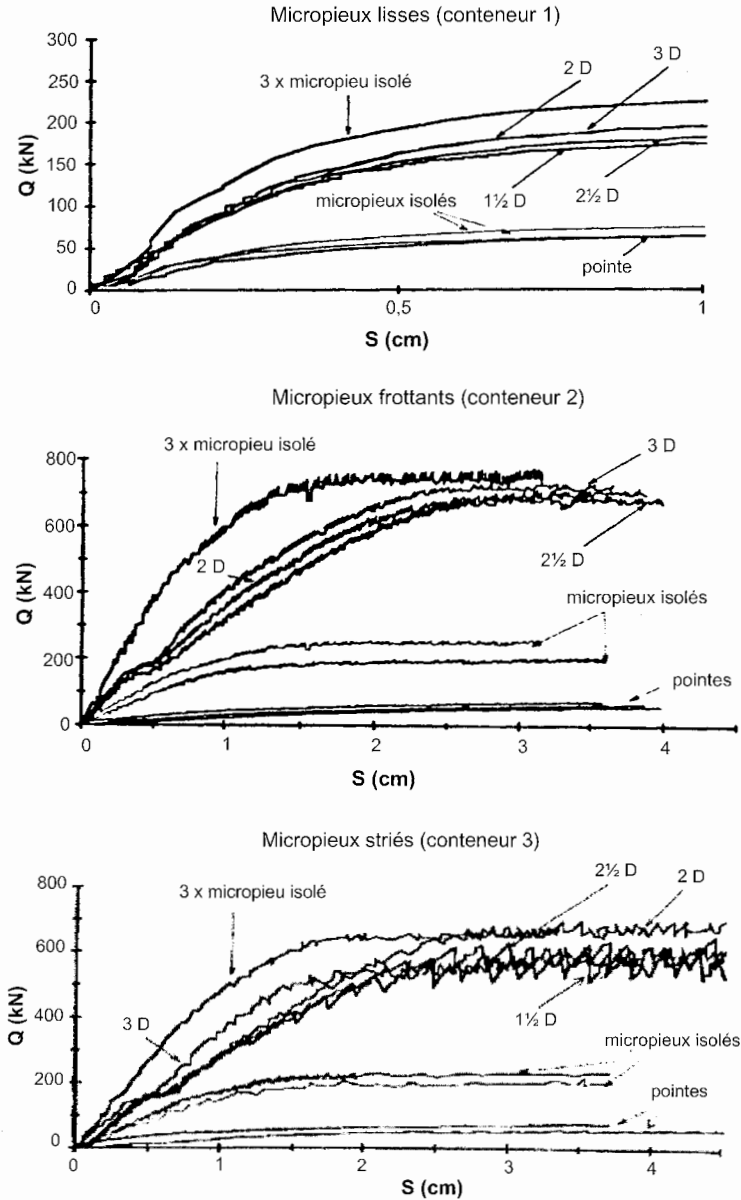 Micropieux lisses (conteneur 1)
300
250
200
150
100
50
0
Q (kN)
3 x micropieu isolé
2 D
3 D
micropieux isolés
1½ D
2½ D
pointe
0
0,5
1
S (cm)
Micropieux frottants (conteneur 2)
800
600
400
200
0
Q (kN)
3 x micropieu isolé
3 D
2 D
2½ D
micropieux isolés
pointes
0
1
2
3
4
S (cm)
Micropieux striés (conteneur 3)
800
600
400
200
0
Q (kN)
3 x micropieu isolé
2½ D
2 D
3 D
1½ D
micropieux isolés
pointes
0
1
2
3
4
S (cm)